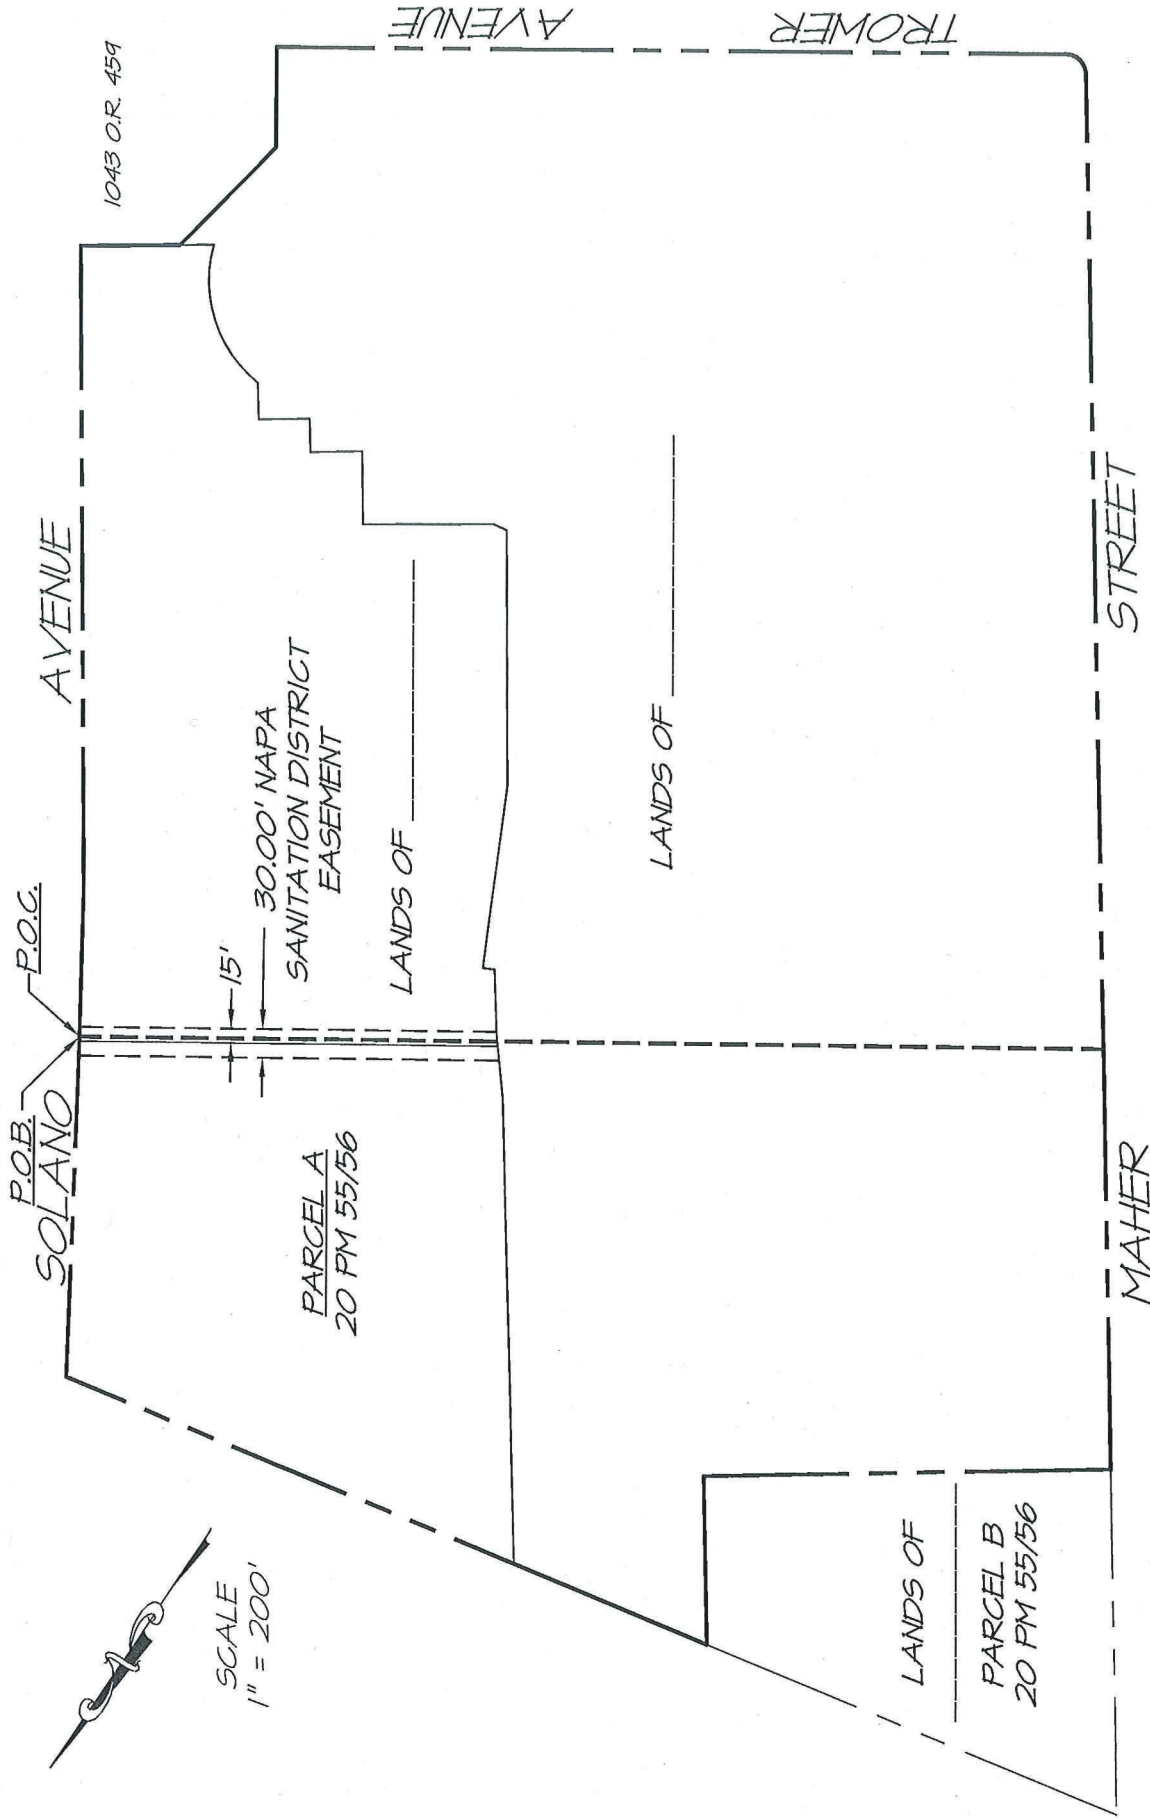 SOLANO AVENUE
P.O.B.
P.O.C.
1043 O.R. 459
TROWER AVENUE
SCALE
1" = 200'
PARCEL A
20 PM 55/56
15'
30.00' NAPA
SANITATION DISTRICT
EASEMENT
LANDS OF
LANDS OF
LANDS OF
PARCEL B
20 PM 55/56
MAHER STREET